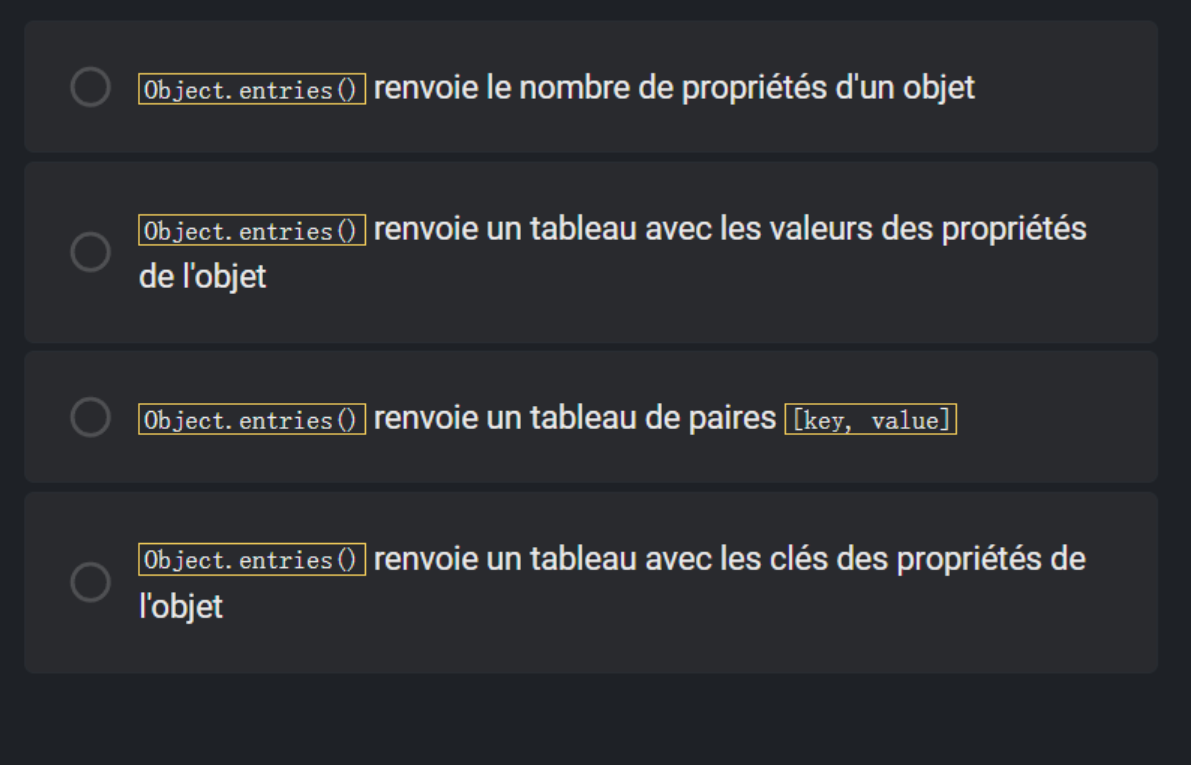 Object.entries() renvoie le nombre de propriétés d'un objet
Object.entries() renvoie un tableau avec les valeurs des propriétés
de l'objet
Object.entries() renvoie un tableau de paires [key, value]
Object.entries() renvoie un tableau avec les clés des propriétés de
l'objet